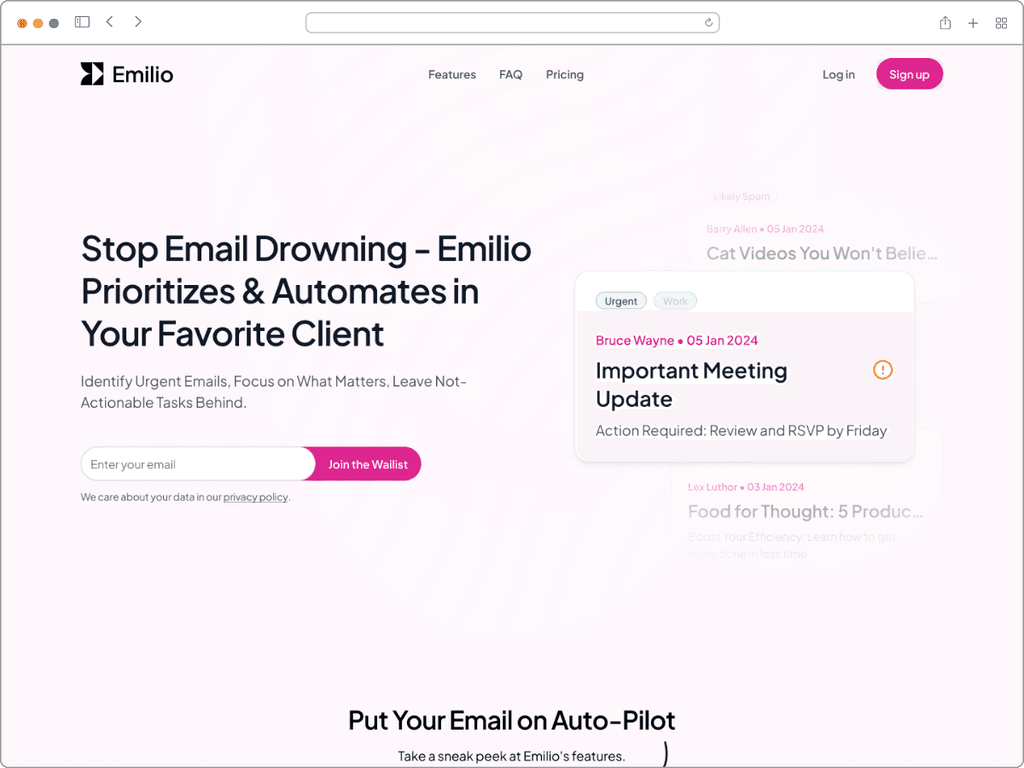 Emilio
Features FAQ Pricing
Log in Sign up
Stop Email Drowning - Emilio
Prioritizes & Automates in
Your Favorite Client
Identify Urgent Emails, Focus on What Matters, Leave Not-
Actionable Tasks Behind.
Enter your email Join the Wailist
We care about your data in our privacy policy.
Likely Spam
Barry Allen • 05 Jan 2024
Cat Videos You Won't Belie...
Urgent Work
Bruce Wayne • 05 Jan 2024
Important Meeting
Update
Action Required: Review and RSVP by Friday
Lex Luthor • 03 Jan 2024
Food for Thought: 5 Produc...
Boost Your Efficiency: Learn how to get
more done in less time
Put Your Email on Auto-Pilot
Take a sneak peek at Emilio's features.